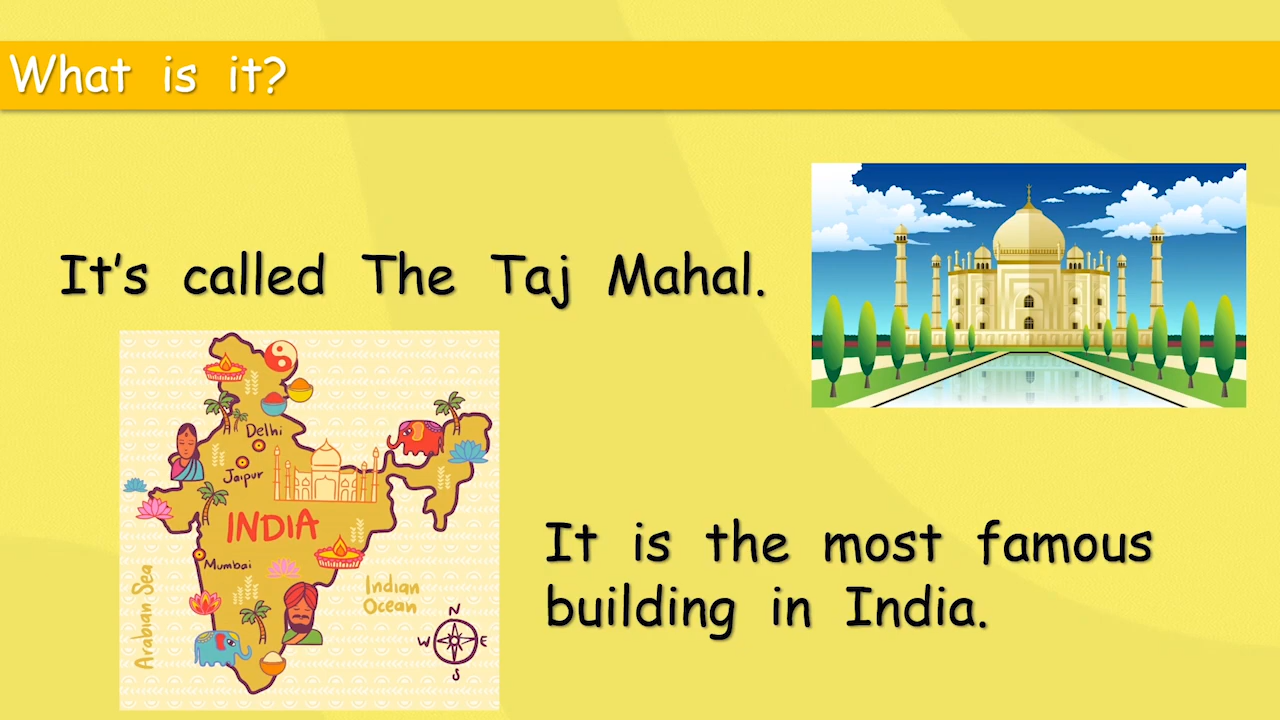 What is it?
It’s called The Taj Mahal.
Delhi
Jaipur
INDIA
Mumbai
Arabian Sea
Indian
Ocean
N
W E
S
It is the most famous
building in India.